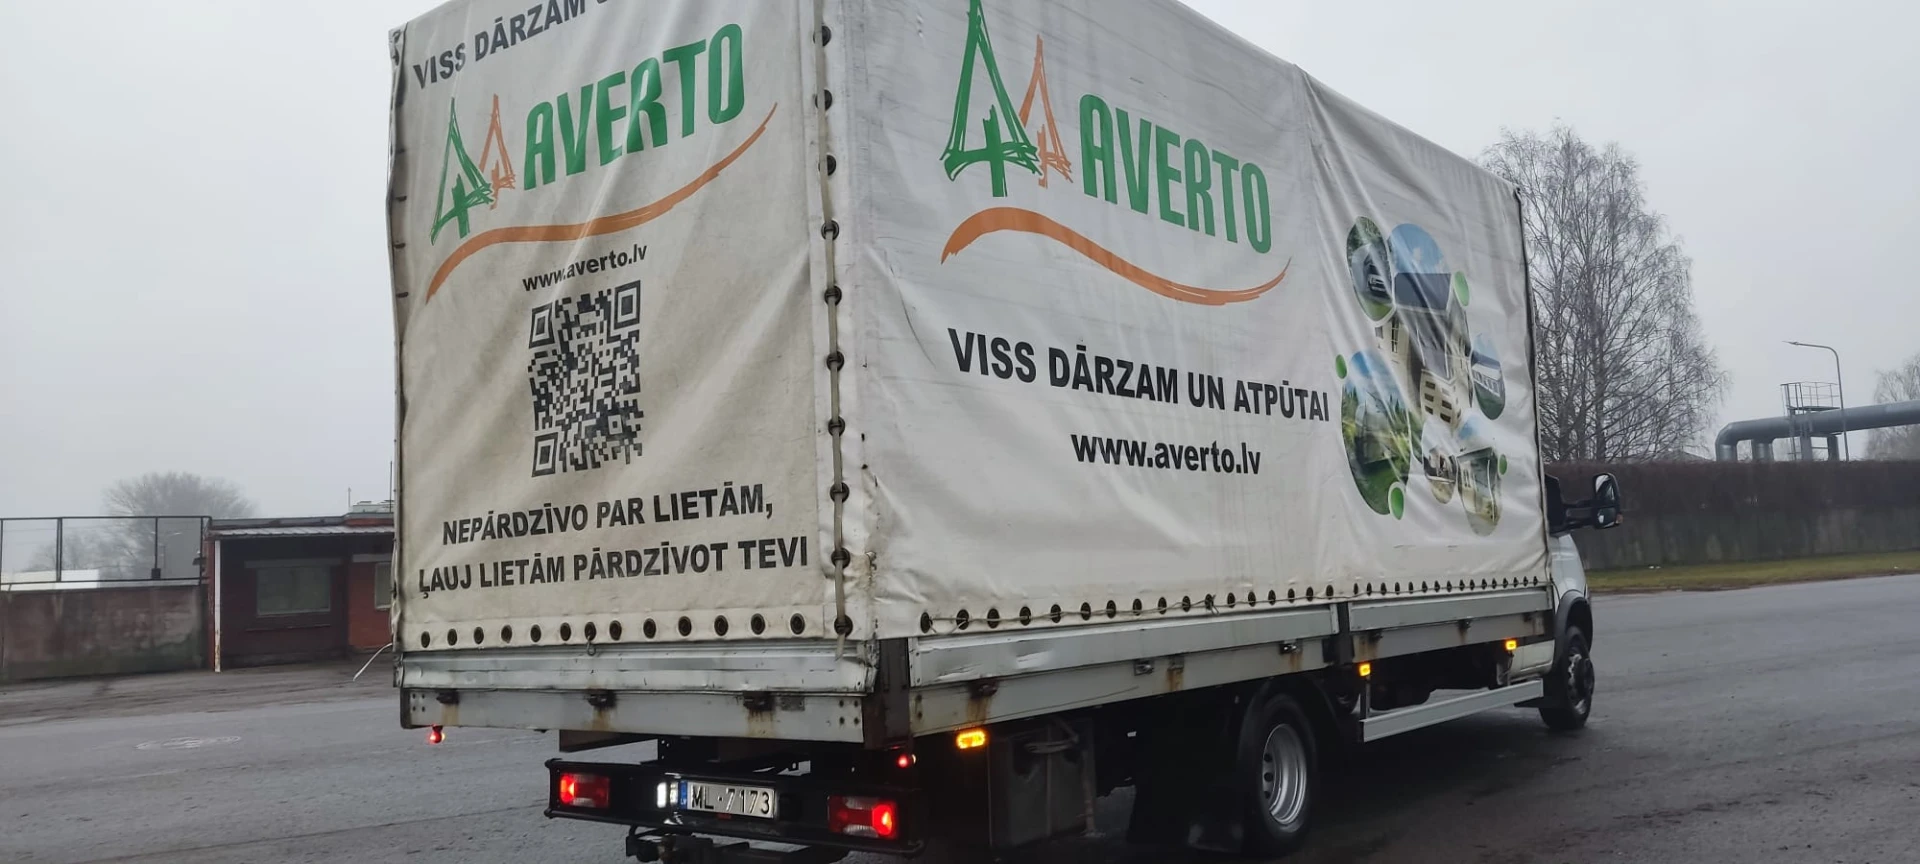 VISS DĀRZAM
AVERTO
www.averto.lv
NEPĀRDZĪVO PAR LIETĀM,
ĻAUJ LIETĀM PĀRDZĪVOT TEVI
AVERTO
VISS DĀRZAM UN ATPŪTAI
www.averto.lv
LV ML-7173